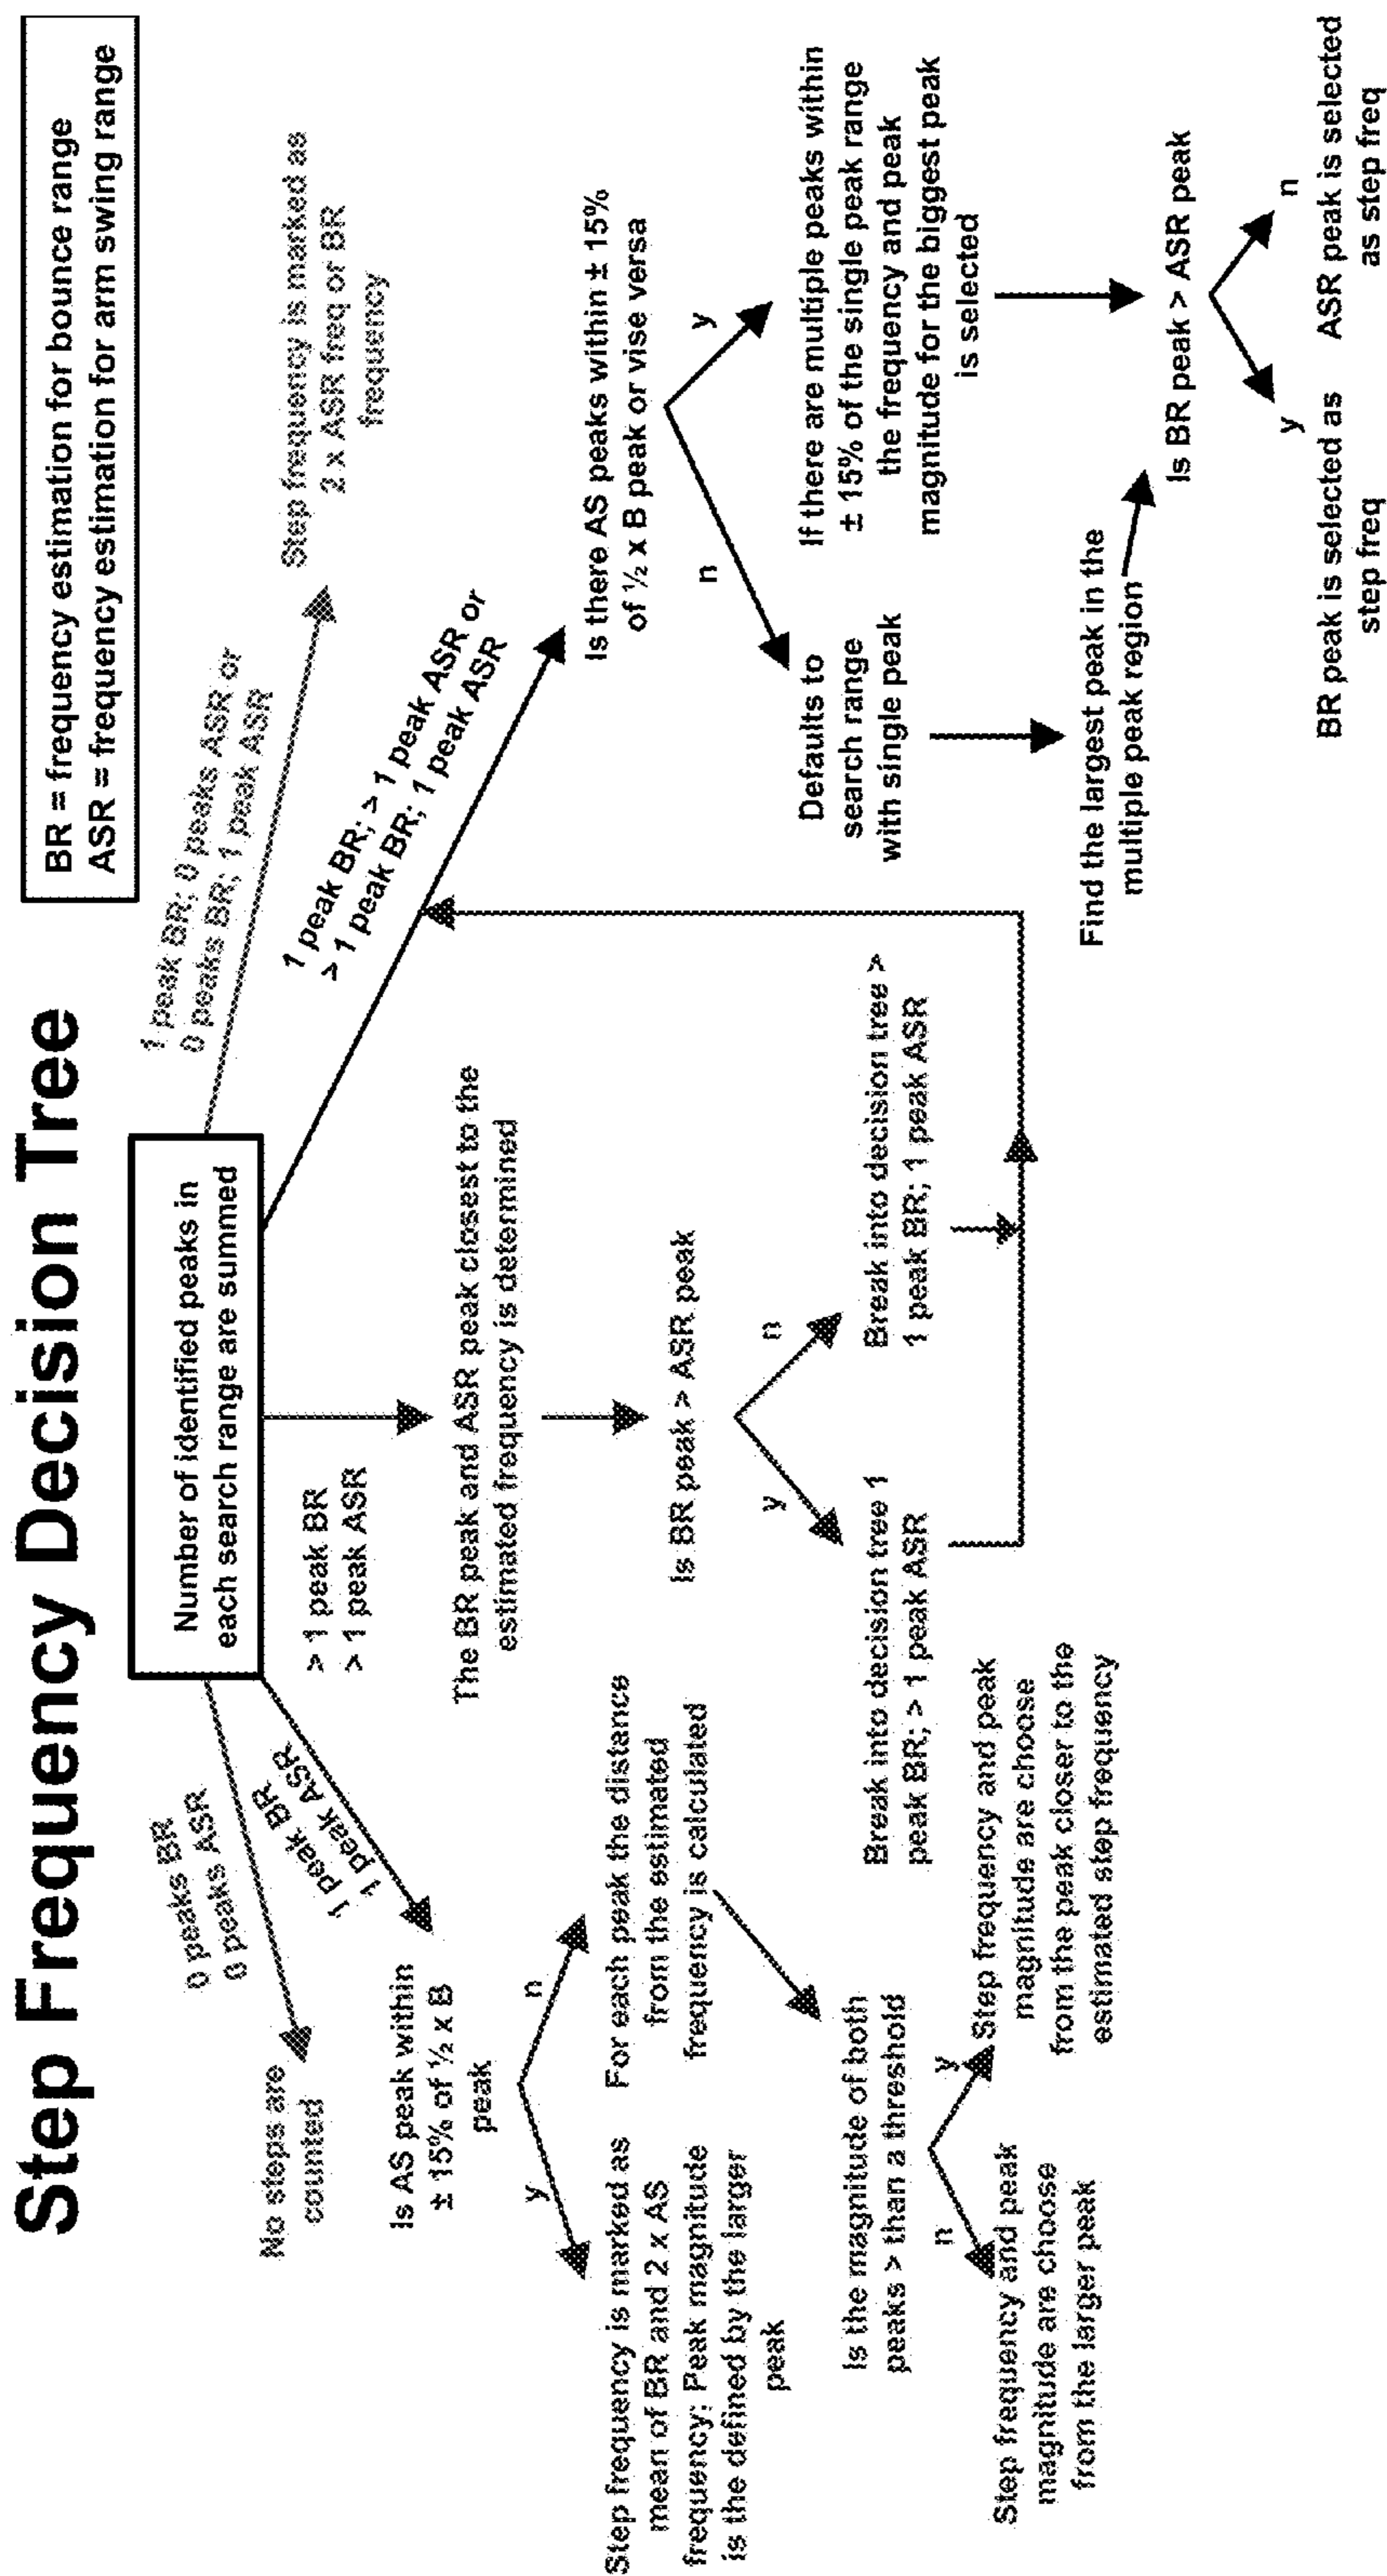 Step Frequency Decision Tree
BR = frequency estimation for bounce range
ASR = frequency estimation for arm swing range
Number of identified peaks in
each search range are summed
0 peaks BR
0 peaks ASR
No steps are
counted
1 peak BR
1 peak ASR
Is AS peak within
± 15% of ½ x B
peak
y
n
Step frequency is marked as
mean of BR and 2 x AS
frequency; Peak magnitude
is the defined by the larger
peak
For each peak the distance
from the estimated
frequency is calculated
Is the magnitude of both
peaks > than a threshold
n
y
Step frequency and peak
magnitude are choose
from the larger peak
Step frequency and peak
magnitude are choose
from the peak closer to the
estimated step frequency
> 1 peak BR
> 1 peak ASR
The BR peak and ASR peak closest to the
estimated frequency is determined
Is BR peak > ASR peak
y
n
Break into decision tree 1
peak BR; > 1 peak ASR
Break into decision tree >
1 peak BR; 1 peak ASR
1 peak BR; > 1 peak ASR or
> 1 peak BR; 1 peak ASR
Is there AS peaks within ± 15%
of ½ x B peak or vise versa
n
y
Defaults to
search range
with single peak
If there are multiple peaks within
± 15% of the single peak range
the frequency and peak
magnitude for the biggest peak
is selected
Find the largest peak in the
multiple peak region
Is BR peak > ASR peak
y
n
BR peak is selected as
step freq
ASR peak is selected
as step freq
1 peak BR; 0 peaks ASR or
0 peaks BR; 1 peak ASR
Step frequency is marked as
2 x ASR freq or BR
frequency